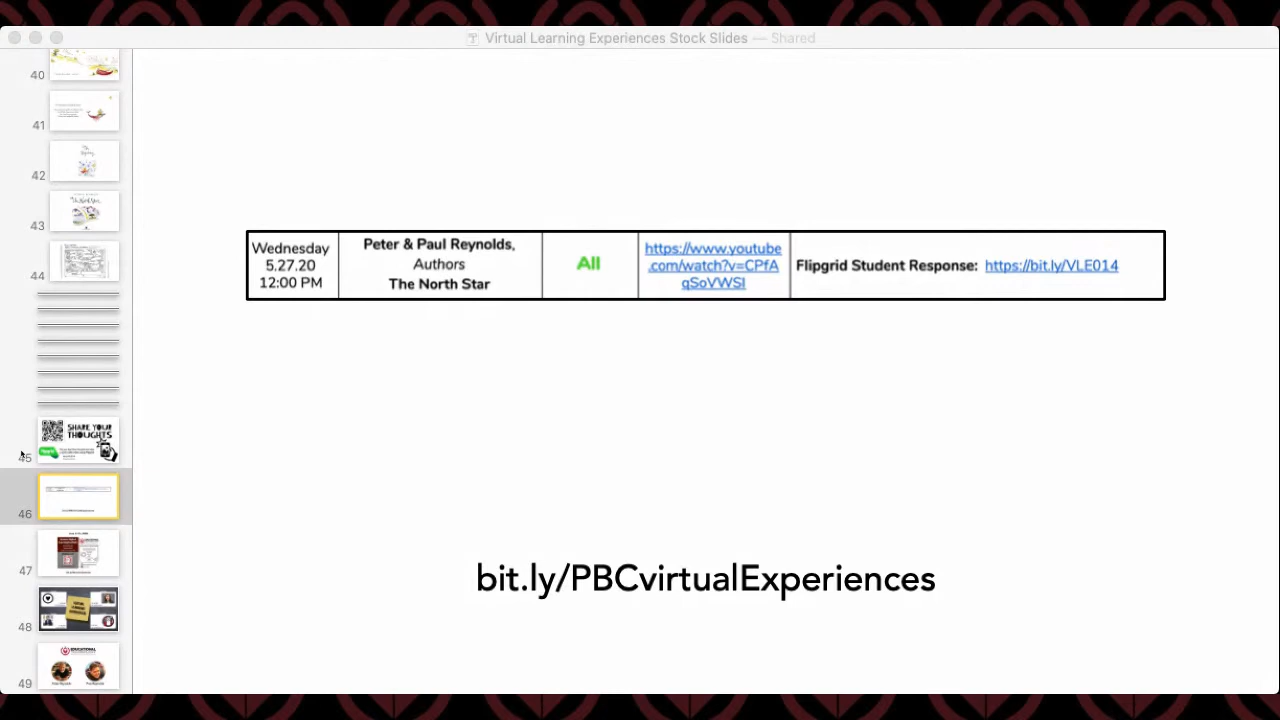 Virtual Learning Experiences Stock Slides — Shared
40
41
42
43
44
45
SHARE YOUR
THOUGHTS
46
47
48
49
EDUCATIONAL
Wednesday
5.27.20
12:00 PM
Peter & Paul Reynolds,
Authors
The North Star
All
https://www.youtube
.com/watch?v=CPfA
qSoVWSI
Flipgrid Student Response: https://bit.ly/VLE014
bit.ly/PBCvirtualExperiences